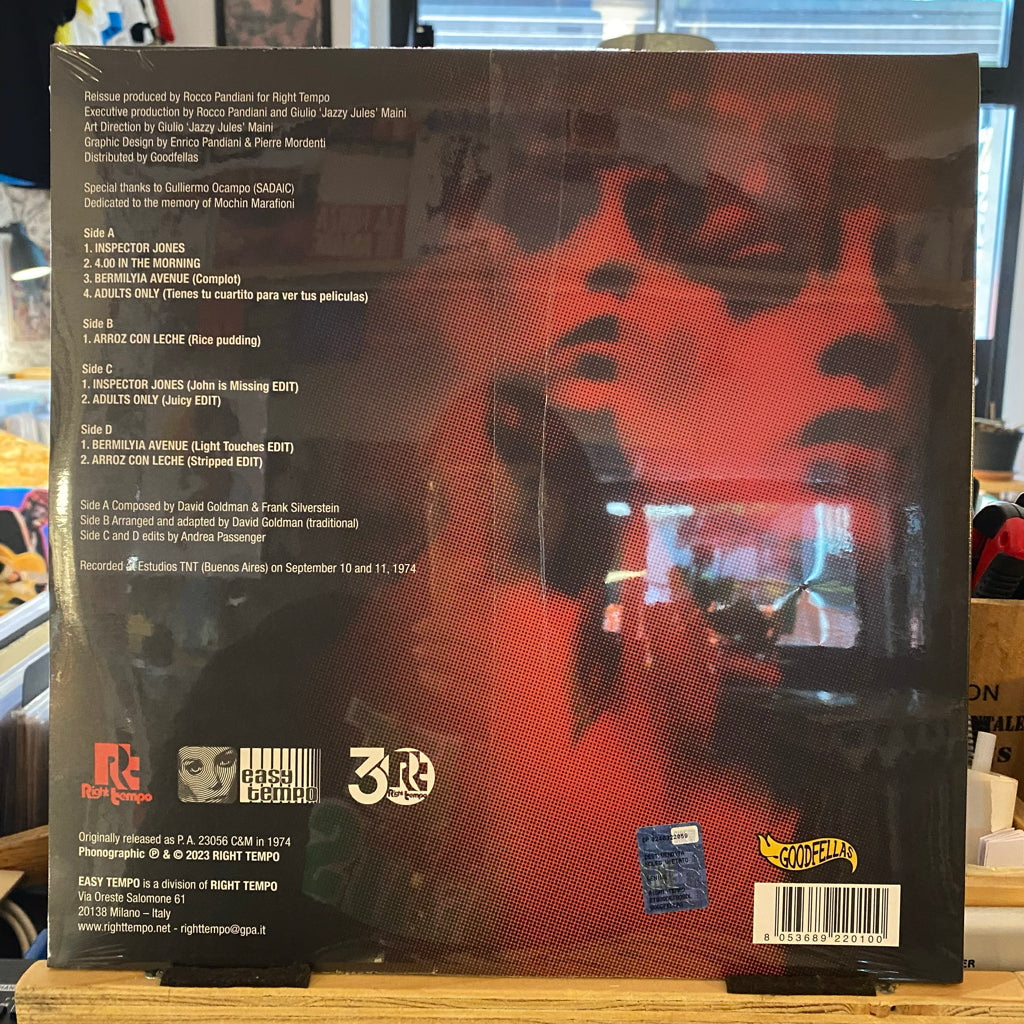 Reissue produced by Rocco Pandiani for Right Tempo
Executive production by Rocco Pandiani and Giulio 'Jazzy Jules' Maini
Art Direction by Giulio 'Jazzy Jules' Maini
Graphic Design by Enrico Pandiani & Pierre Mordenti
Distributed by Goodfellas
Special thanks to Gulliermo Ocampo (SADAIC)
Dedicated to the memory of Mochin Marafioni
Side A
1. INSPECTOR JONES
2. 4.00 IN THE MORNING
3. BERMILYIA AVENUE (Complot)
4. ADULTS ONLY (Tienes tu cuartito para ver tus peliculas)
Side B
1. ARROZ CON LECHE (Rice pudding)
Side C
1. INSPECTOR JONES (John is Missing EDIT)
2. ADULTS ONLY (Juicy EDIT)
Side D
1. BERMILYIA AVENUE (Light Touches EDIT)
2. ARROZ CON LECHE (Stripped EDIT)
Side A Composed by David Goldman & Frank Silverstein
Side B Arranged and adapted by David Goldman (traditional)
Side C and D edits by Andrea Passenger
Recorded at Estudios TNT (Buenos Aires) on September 10 and 11, 1974
Rt
Right tempo
easy
tempo
30 Rt
Right tempo
Originally released as P. A. 23056 C&M in 1974
Phonographic ℗ & © 2023 RIGHT TEMPO
EASY TEMPO is a division of RIGHT TEMPO
Via Oreste Salomone 61
20138 Milano – Italy
www.righttempo.net - righttempo@gpa.it
GOODFELLAS
8 053689 220100
ON
S
ER